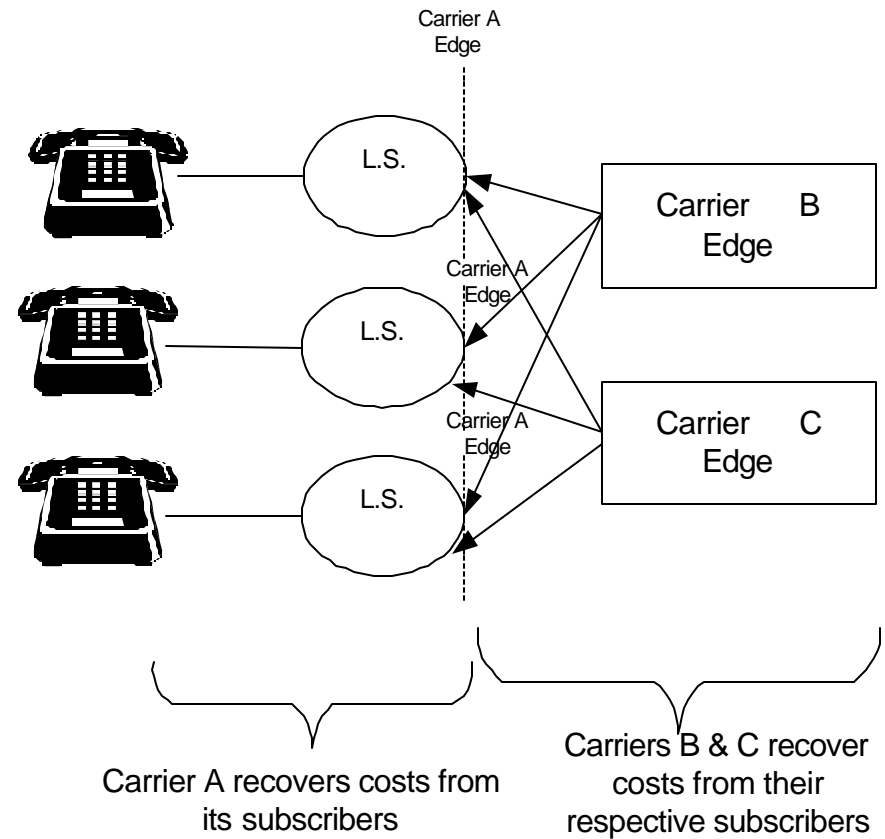 Carrier A
Edge
L.S.
Carrier B
Edge
Carrier A
Edge
L.S.
Carrier C
Edge
Carrier A
Edge
L.S.
Carrier A recovers costs from
its subscribers
Carriers B & C recover
costs from their
respective subscribers